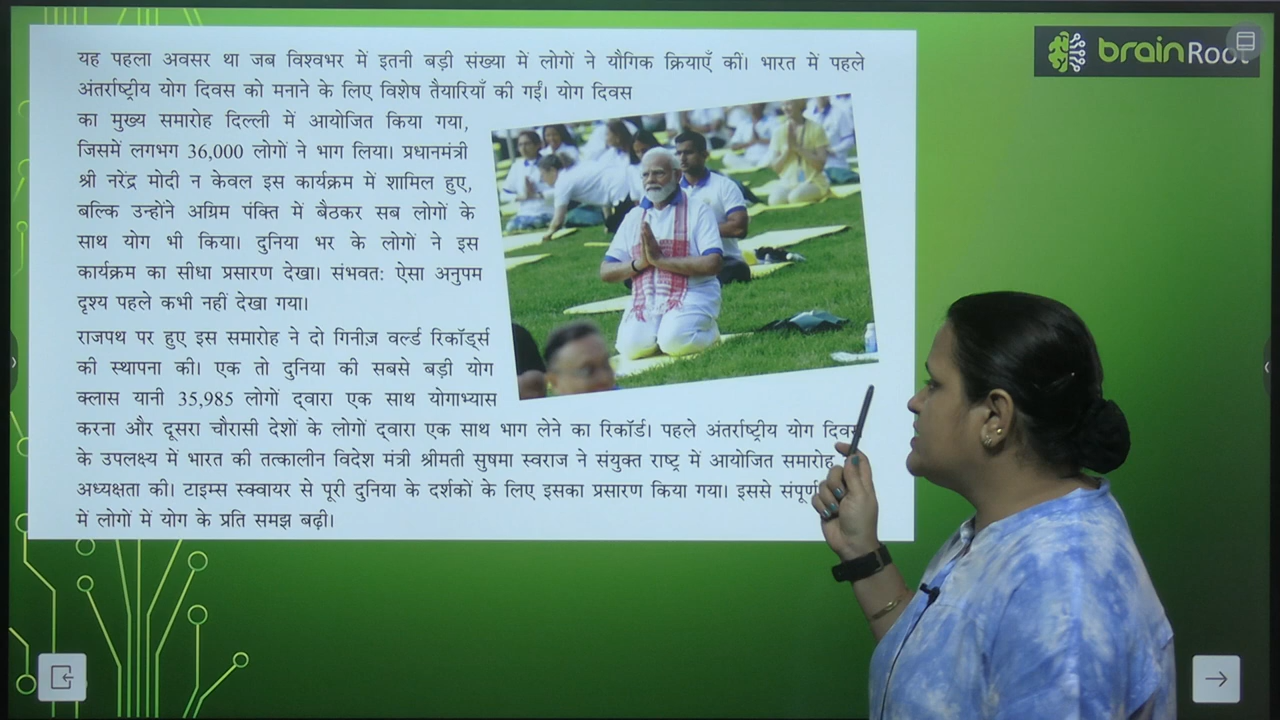 यह पहला अवसर था जब विश्वभर में इतनी बड़ी संख्या में लोगों ने यौगिक क्रियाएँ कीं। भारत में पहले
अंतर्राष्ट्रीय योग दिवस को मनाने के लिए विशेष तैयारियाँ की गईं। योग दिवस
का मुख्य समारोह दिल्ली में आयोजित किया गया,
जिसमें लगभग 36,000 लोगों ने भाग लिया। प्रधानमंत्री
श्री नरेंद्र मोदी न केवल इस कार्यक्रम में शामिल हुए,
बल्कि उन्होंने अग्रिम पंक्ति में बैठकर सब लोगों के
साथ योग भी किया। दुनिया भर के लोगों ने इस
कार्यक्रम का सीधा प्रसारण देखा। संभवत: ऐसा अनुपम
दृश्य पहले कभी नहीं देखा गया।
राजपथ पर हुए इस समारोह ने दो गिनीज़ वर्ल्ड रिकॉर्ड्स
की स्थापना की। एक तो दुनिया की सबसे बड़ी योग
क्लास यानी 35,985 लोगों द्वारा एक साथ योगाभ्यास
करना और दूसरा चौरासी देशों के लोगों द्वारा एक साथ भाग लेने का रिकॉर्ड। पहले अंतर्राष्ट्रीय योग दिवस
के उपलक्ष्य में भारत की तत्कालीन विदेश मंत्री श्रीमती सुषमा स्वराज ने संयुक्त राष्ट्र में आयोजित समारोह
अध्यक्षता की। टाइम्स स्क्वायर से पूरी दुनिया के दर्शकों के लिए इसका प्रसारण किया गया। इससे संपूर्ण
में लोगों में योग के प्रति समझ बढ़ी।
brainRoot